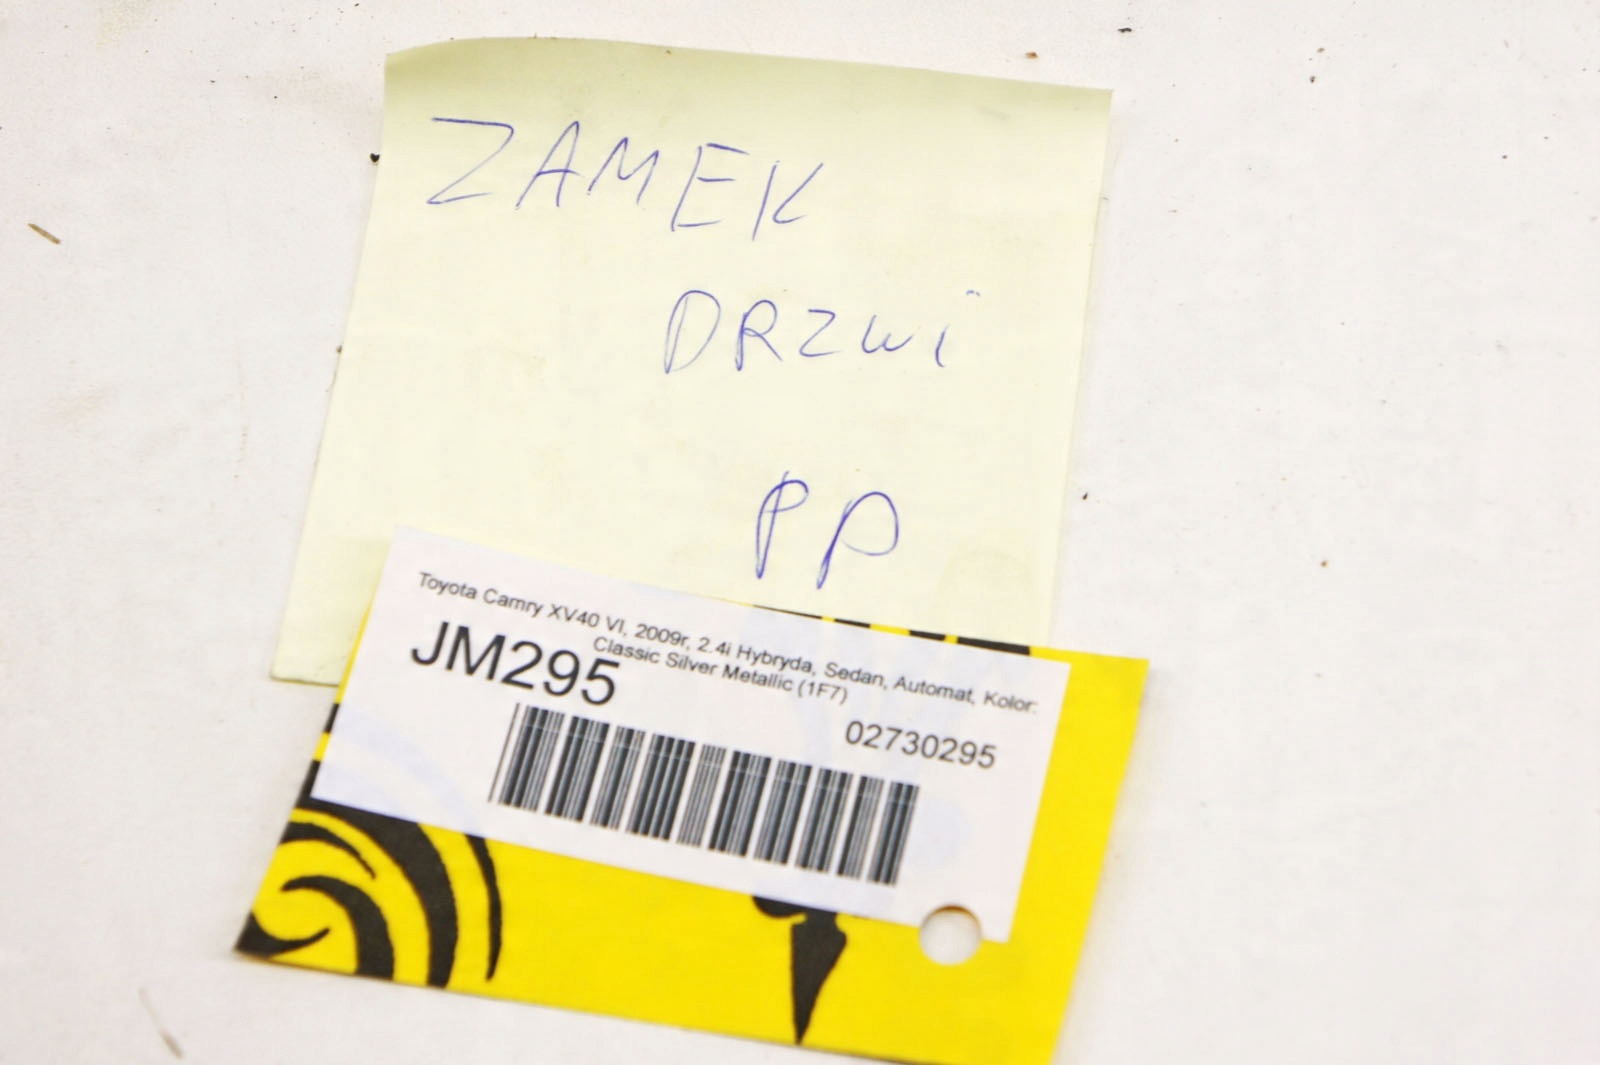 ZAMEK
DRZWI
PP
Toyota Camry XV40 VI, 2009r, 2.4i Hybryda, Sedan, Automat, Kolor:
Classic Silver Metallic (1F7)
JM295
02730295